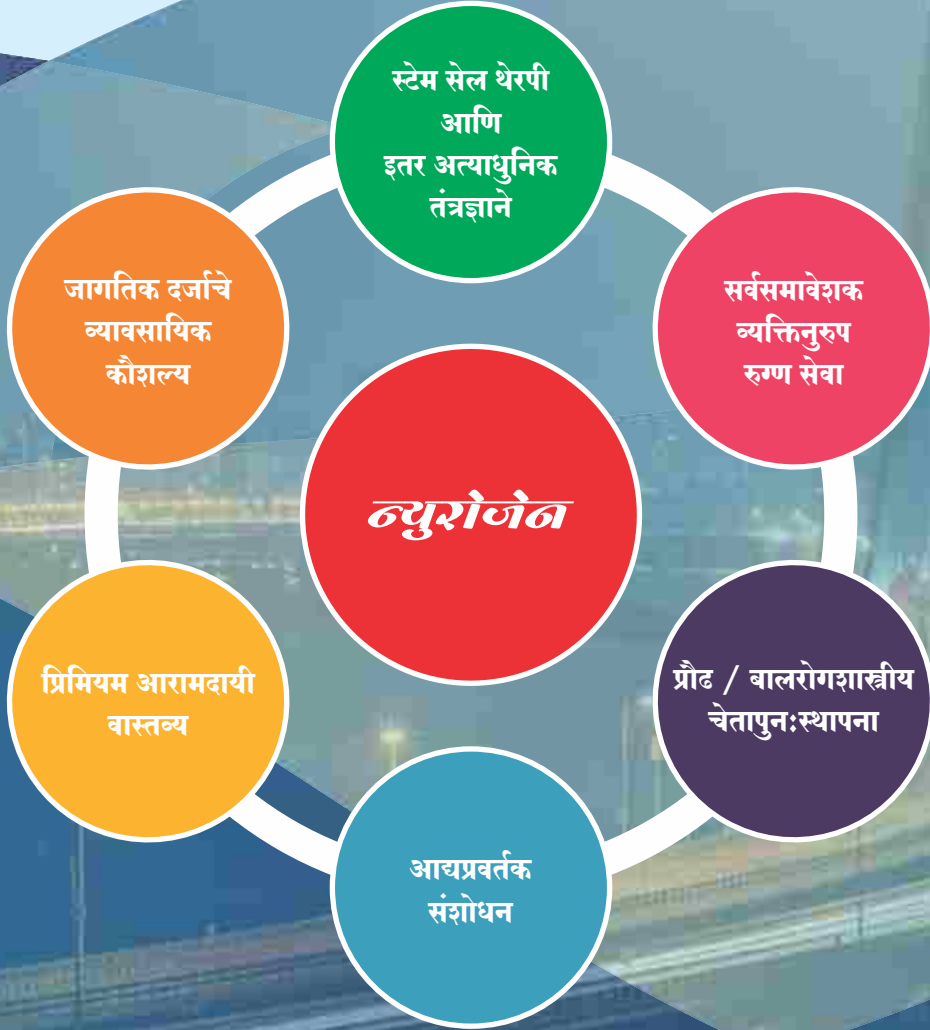 स्टेम सेल थेरपी
आणि
इतर अत्याधुनिक
तंत्रज्ञाने
जागतिक दर्जाचे
व्यावसायिक
कौशल्य
सर्वसमावेशक
व्यक्तिनुरुप
रुग्ण सेवा
न्युरोजेन
प्रिमियम आरामदायी
वास्तव्य
प्रौढ / बालरोगशास्त्रीय
चेतापुनःस्थापना
आद्यप्रवर्तक
संशोधन